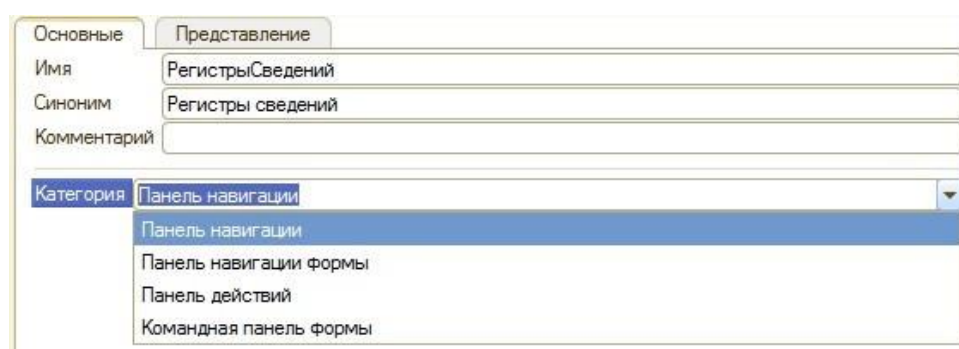 Основные Представление
Имя РегистрыСведений
Синоним Регистры сведений
Комментарий
Категория Панель навигации
Панель навигации
Панель навигации формы
Панель действий
Командная панель формы